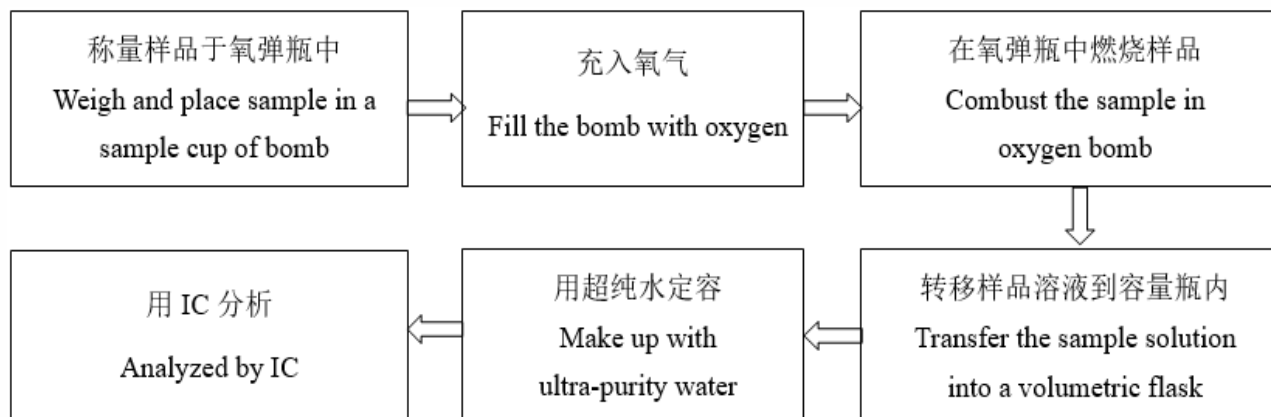 称量样品于氧弹瓶中
Weigh and place sample in a
sample cup of bomb
充入氧气
Fill the bomb with oxygen
在氧弹瓶中燃烧样品
Combust the sample in
oxygen bomb
转移样品溶液到容量瓶内
Transfer the sample solution
into a volumetric flask
用超纯水定容
Make up with
ultra-purity water
用 IC 分析
Analyzed by IC